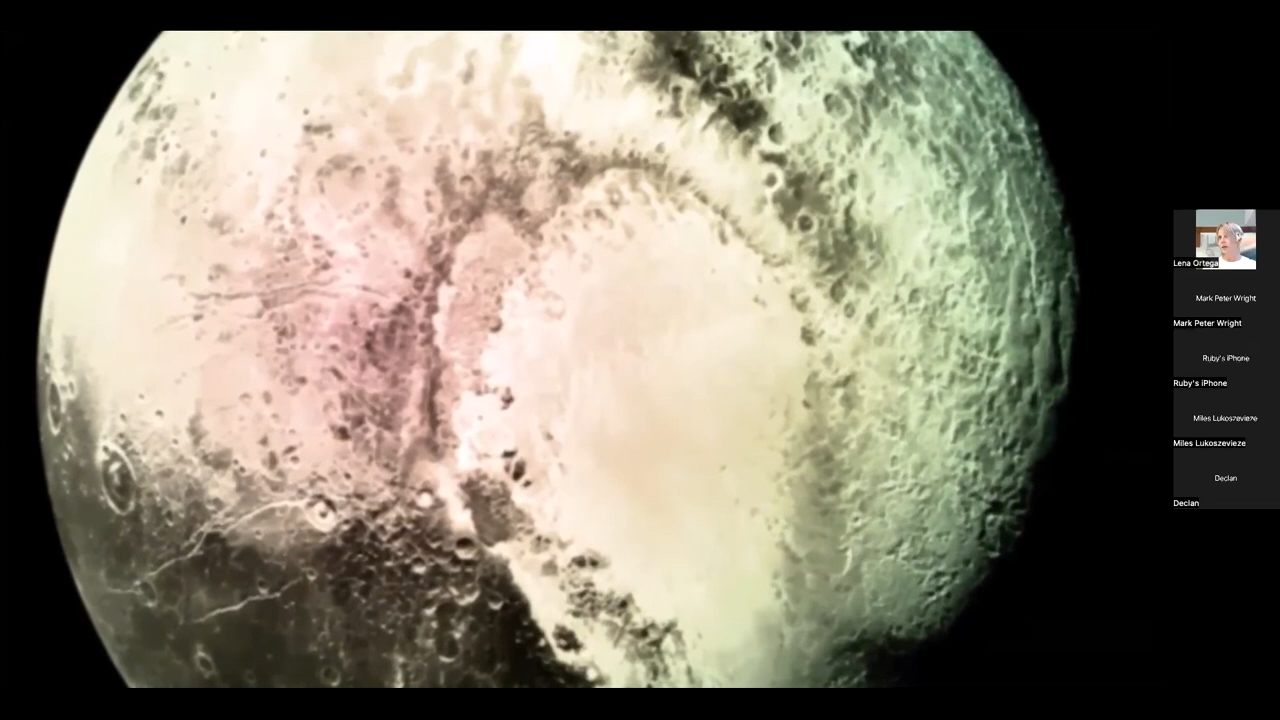 Lena Ortega
Mark Peter Wright
Mark Peter Wright
Ruby's iPhone
Ruby's iPhone
Miles Lukoszevieze
Miles Lukoszevieze
Declan
Declan